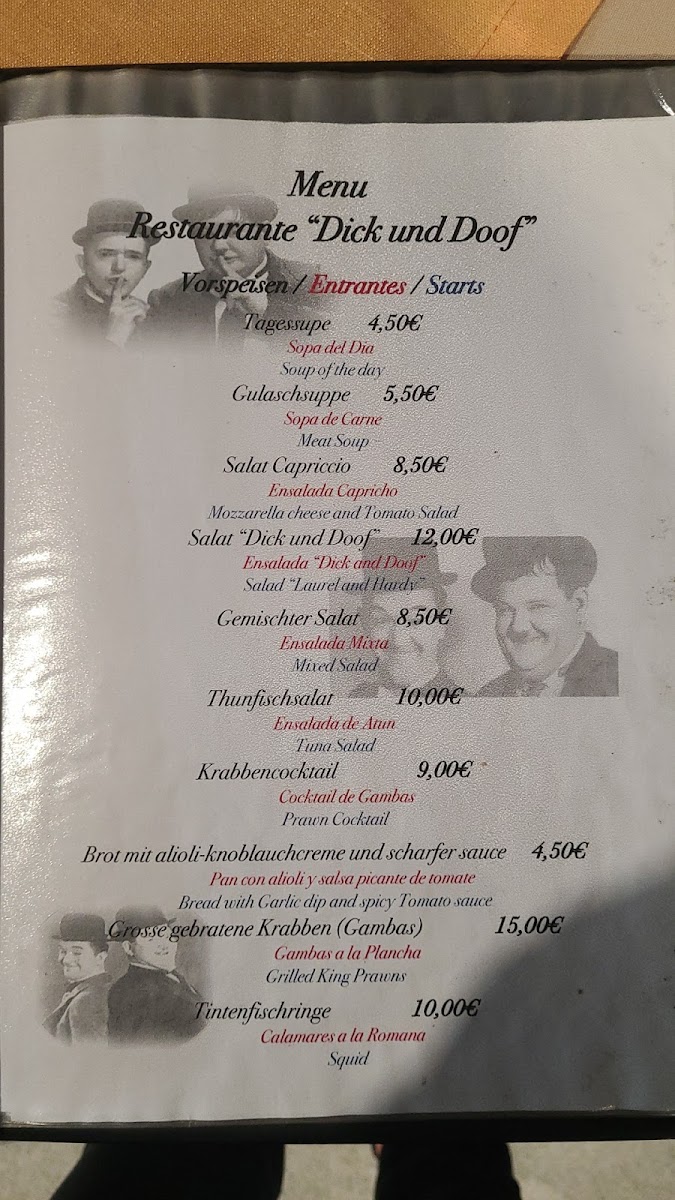 Menu
Restaurante "Dick und Doof"
Vorspeisen / Entrantes / Starts
Tagessupe 4,50€
Sopa del Dia
Soup of the day
Gulaschsuppe 5,50€
Sopa de Carne
Meat Soup
Salat Capriccio 8,50€
Ensalada Capricho
Mozzarella cheese and Tomato Salad
Salat "Dick und Doof" 12,00€
Ensalada "Dick and Doof"
Salad "Laurel and Hardy"
Gemischter Salat 8,50€
Ensalada Mixta
Mixed Salad
Thunfischsalat 10,00€
Ensalada de Atun
Tuna Salad
Krabbencocktail 9,00€
Cocktail de Gambas
Prawn Cocktail
Brot mit alioli-knoblauchcreme und scharfer sauce 4,50€
Pan con alioli y salsa picante de tomate
Bread with Garlic dip and spicy Tomato sauce
Grosse gebratene Krabben (Gambas) 15,00€
Gambas a la Plancha
Grilled King Prawns
Tintenfischringe 10,00€
Calamares a la Romana
Squid